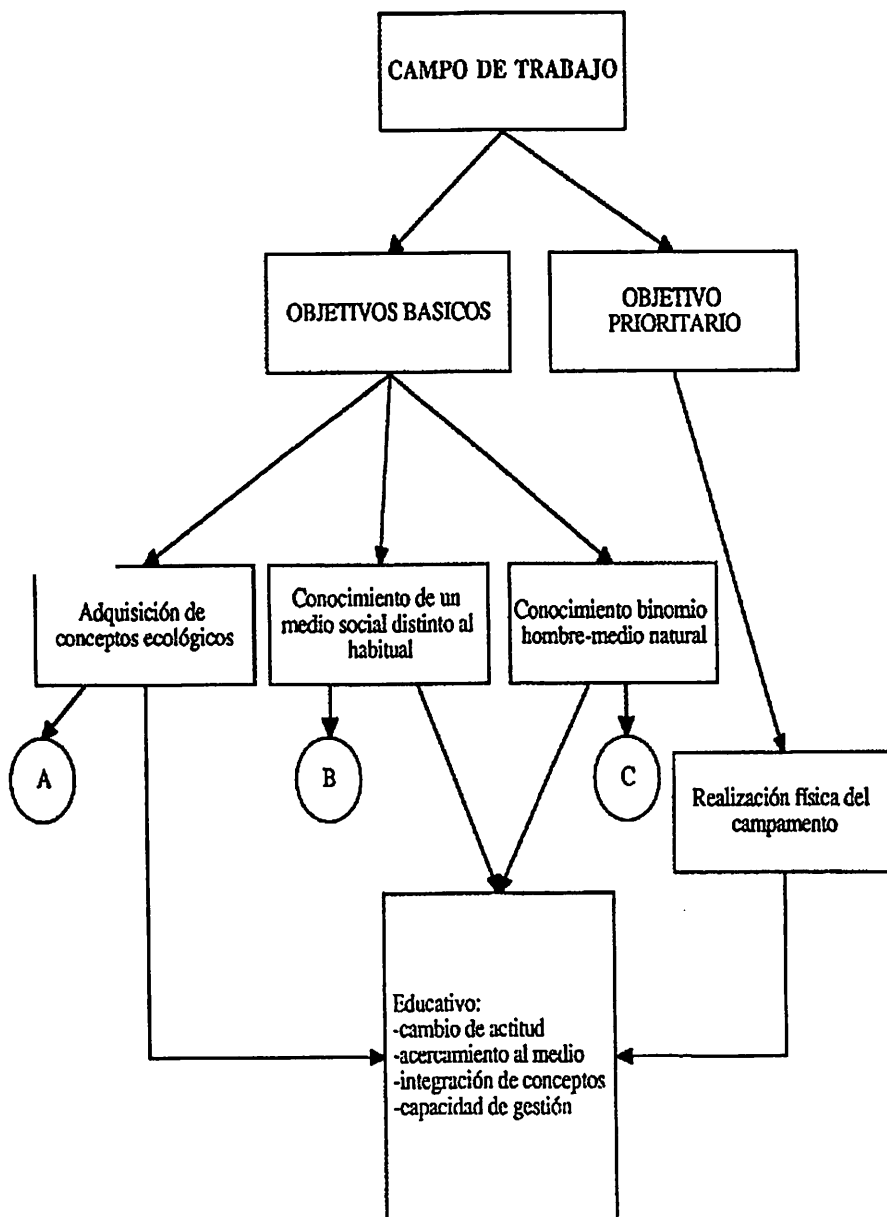 CAMPO DE TRABAJO
OBJETIVOS BASICOS
OBJETIVO
PRIORITARIO
Adquisición de
conceptos ecológicos
Conocimiento de un
medio social distinto al
habitual
Conocimiento binomio
hombre-medio natural
A
B
C
Realización física del
campamento
Educativo:
-cambio de actitud
-acercamiento al medio
-integración de conceptos
-capacidad de gestión